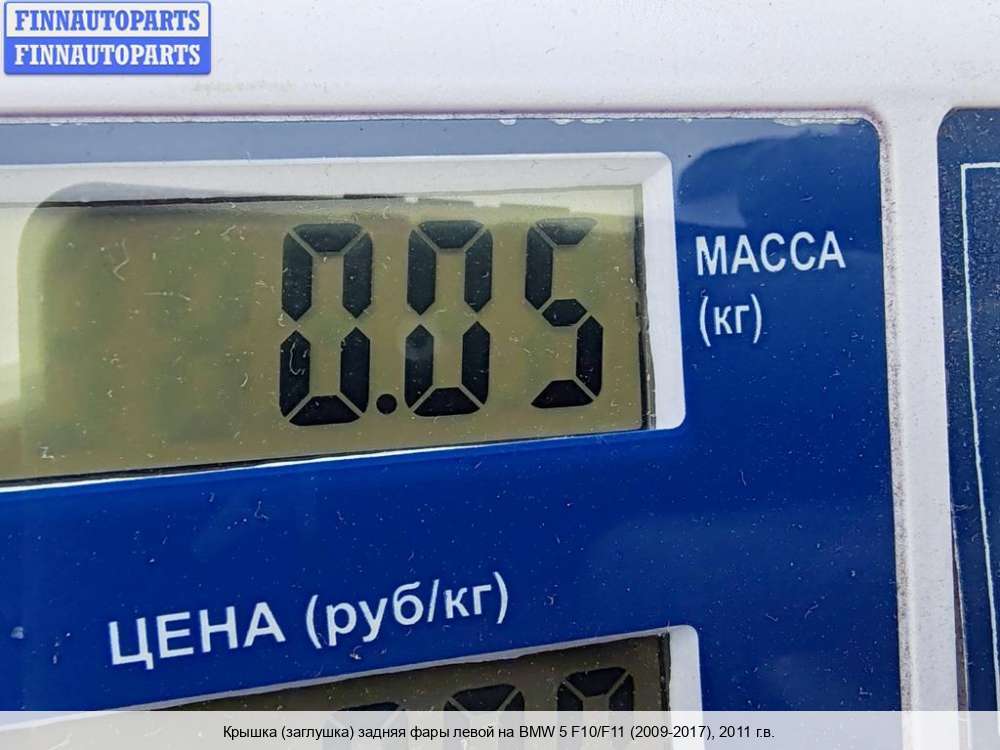 FINNAUTOPARTS
FINNAUTOPARTS
0.05
МАССА
(кг)
ЦЕНА (руб/кг)
Крышка (заглушка) задняя фары левой на BMW 5 F10/F11 (2009-2017), 2011 г.в.